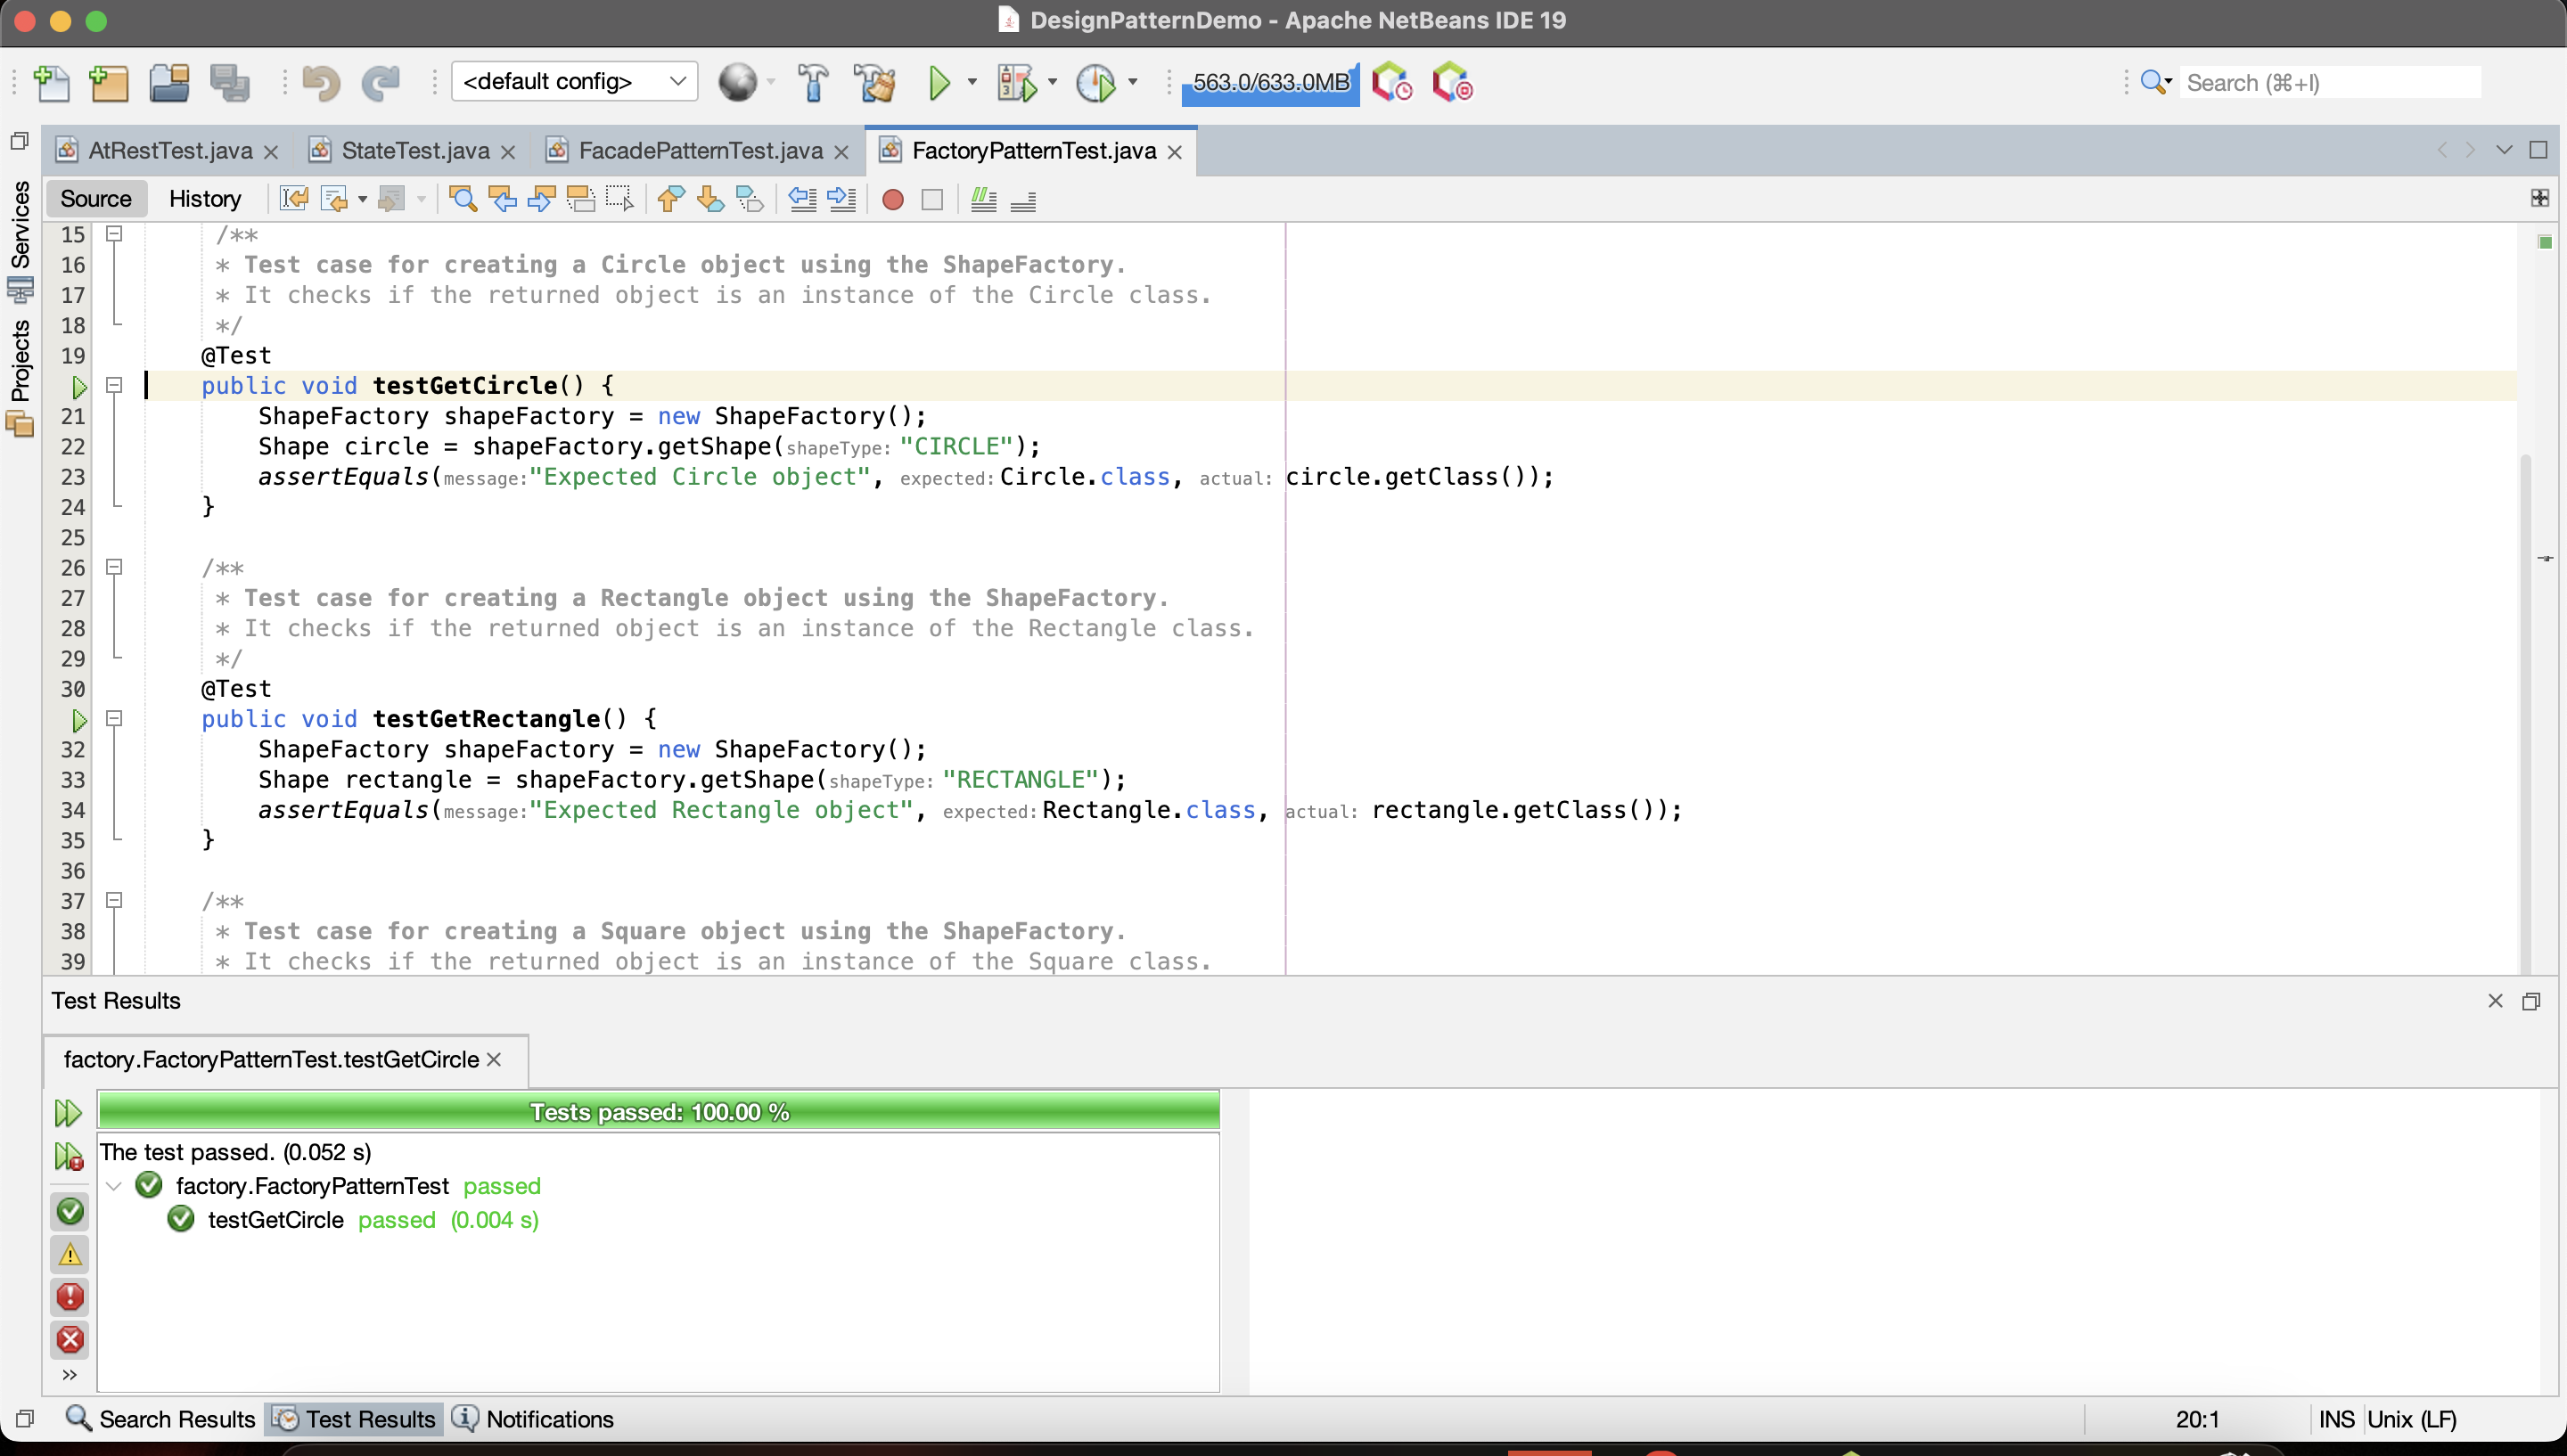 DesignPatternDemo - Apache NetBeans IDE 19
<default config>
563.0/633.0MB
Search (⌘+I)
AtRestTest.java
StateTest.java
FacadePatternTest.java
FactoryPatternTest.java
Services
Projects
Source
History
15 /**
16 * Test case for creating a Circle object using the ShapeFactory.
17 * It checks if the returned object is an instance of the Circle class.
18 */
19 @Test
public void testGetCircle() {
21 ShapeFactory shapeFactory = new ShapeFactory();
22 Shape circle = shapeFactory.getShape(shapeType: "CIRCLE");
23 assertEquals(message:"Expected Circle object", expected: Circle.class, actual: circle.getClass());
24 }
25
26 /**
27 * Test case for creating a Rectangle object using the ShapeFactory.
28 * It checks if the returned object is an instance of the Rectangle class.
29 */
30 @Test
public void testGetRectangle() {
32 ShapeFactory shapeFactory = new ShapeFactory();
33 Shape rectangle = shapeFactory.getShape(shapeType: "RECTANGLE");
34 assertEquals(message:"Expected Rectangle object", expected: Rectangle.class, actual: rectangle.getClass());
35 }
36
37 /**
38 * Test case for creating a Square object using the ShapeFactory.
39 * It checks if the returned object is an instance of the Square class.
Test Results
factory.FactoryPatternTest.testGetCircle
Tests passed: 100.00 %
The test passed. (0.052 s)
factory.FactoryPatternTest passed
testGetCircle passed (0.004 s)
Search Results
Test Results
Notifications
20:1
INS
Unix (LF)